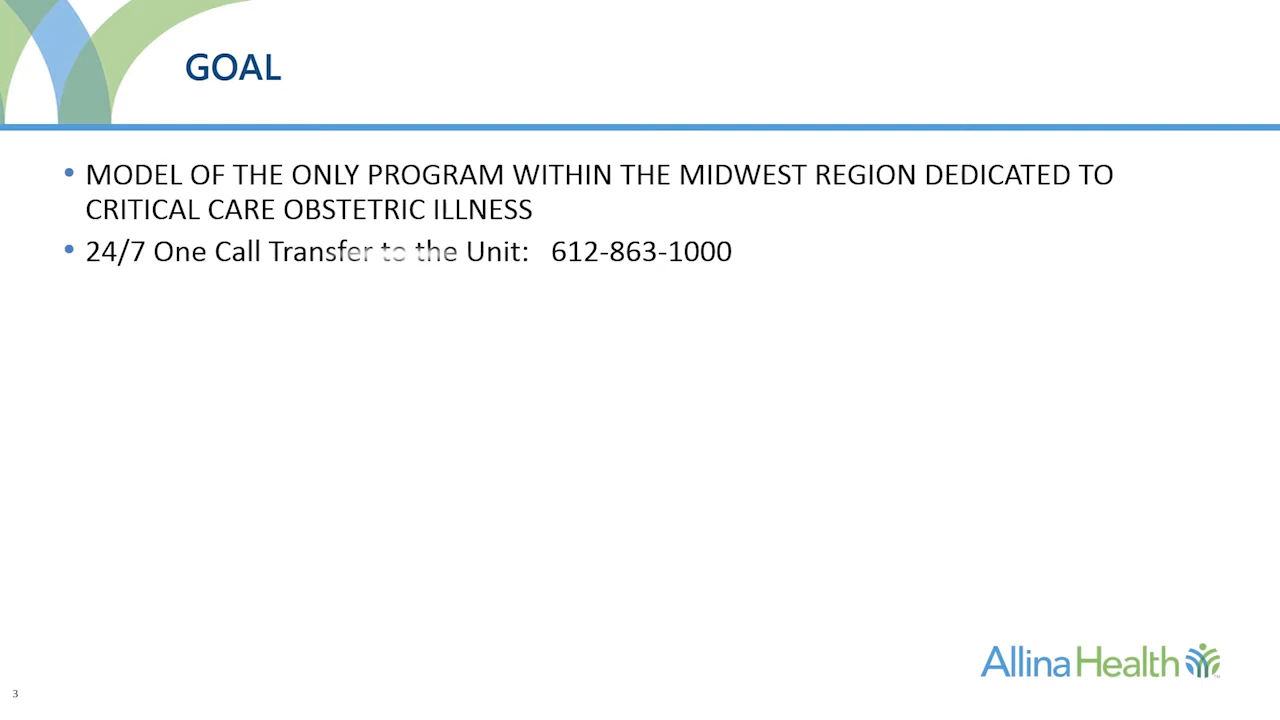 GOAL
• MODEL OF THE ONLY PROGRAM WITHIN THE MIDWEST REGION DEDICATED TO
CRITICAL CARE OBSTETRIC ILLNESS
• 24/7 One Call Transfer to the Unit: 612-863-1000
Allina Health
3